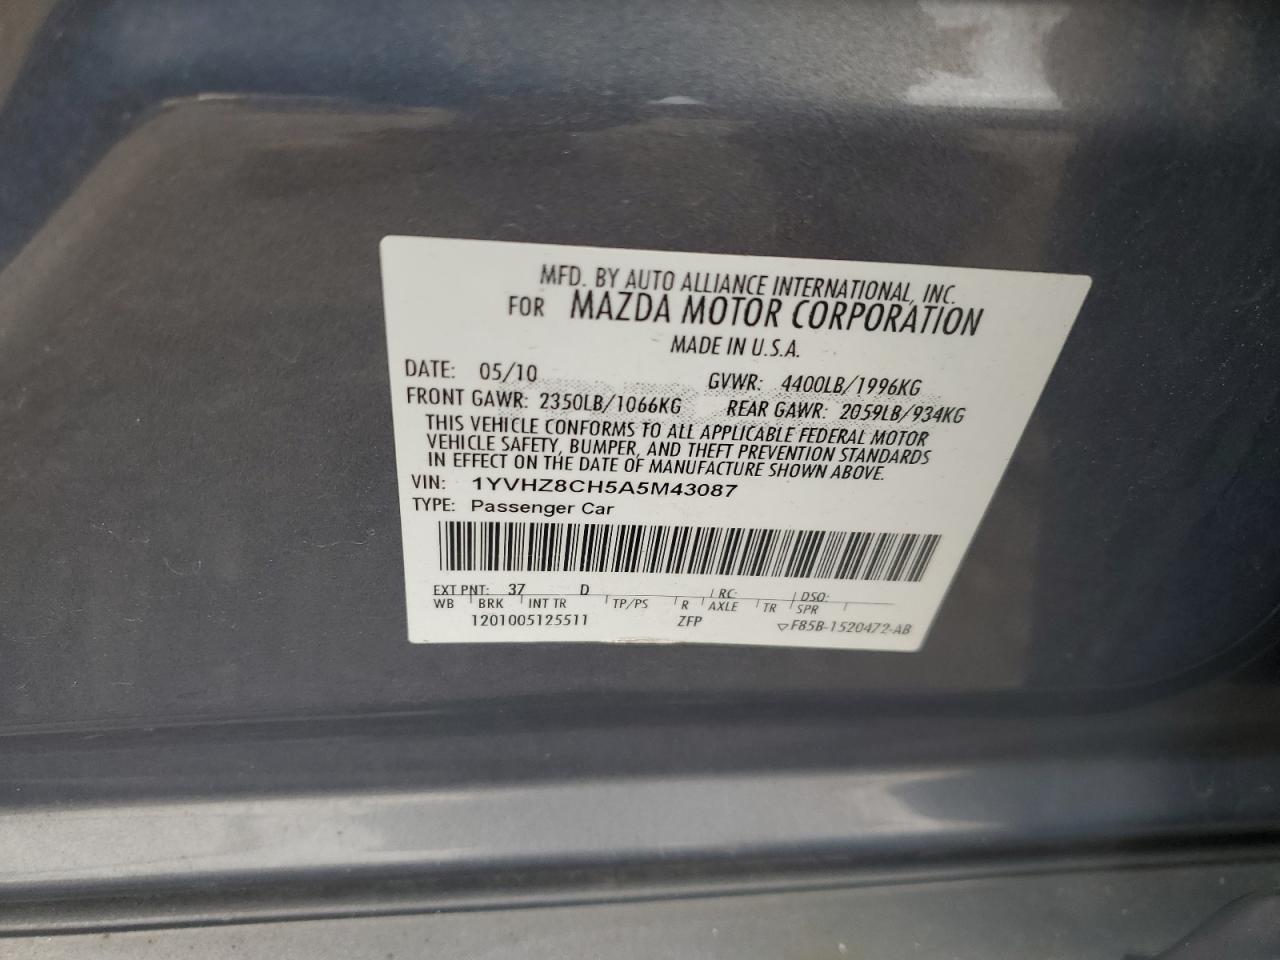 MFD. BY AUTO ALLIANCE INTERNATIONAL, INC.
FOR MAZDA MOTOR CORPORATION
MADE IN U.S.A.
DATE: 05/10 GVWR: 4400LB/1996KG
FRONT GAWR: 2350LB/1066KG REAR GAWR: 2059LB/934KG
THIS VEHICLE CONFORMS TO ALL APPLICABLE FEDERAL MOTOR
VEHICLE SAFETY, BUMPER, AND THEFT PREVENTION STANDARDS
IN EFFECT ON THE DATE OF MANUFACTURE SHOWN ABOVE.
VIN: 1YVHZ8CH5A5M43087
TYPE: Passenger Car
EXT PNT: 37 D RC: DSO:
WB BRK INT TR TP/PS R AXLE TR SPR
1201005125511 ZFP F85B-1520472-AB